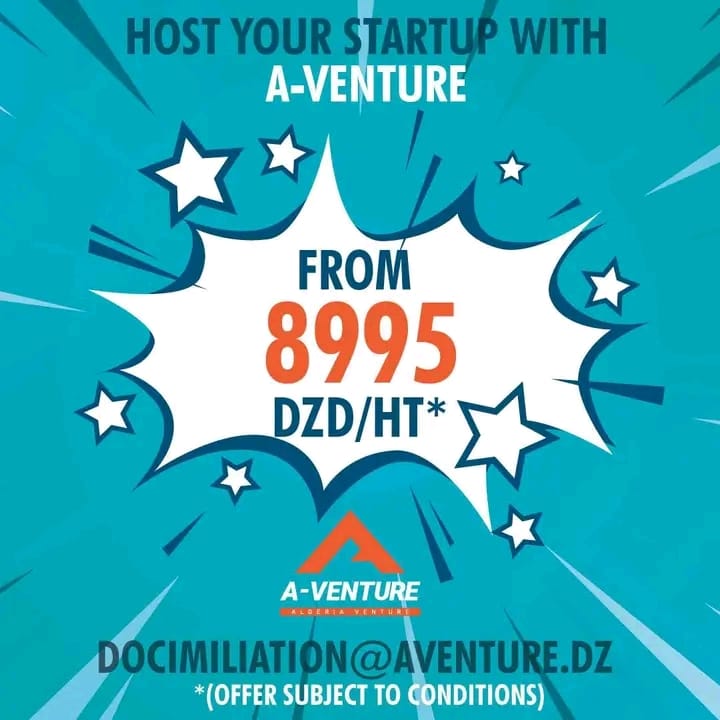 HOST YOUR STARTUP WITH
A-VENTURE
FROM
8995
DZD/HT*
A-VENTURE
ALGERIA VENTURE
DOCIMILIATION@AVENTURE.DZ
*(OFFER SUBJECT TO CONDITIONS)